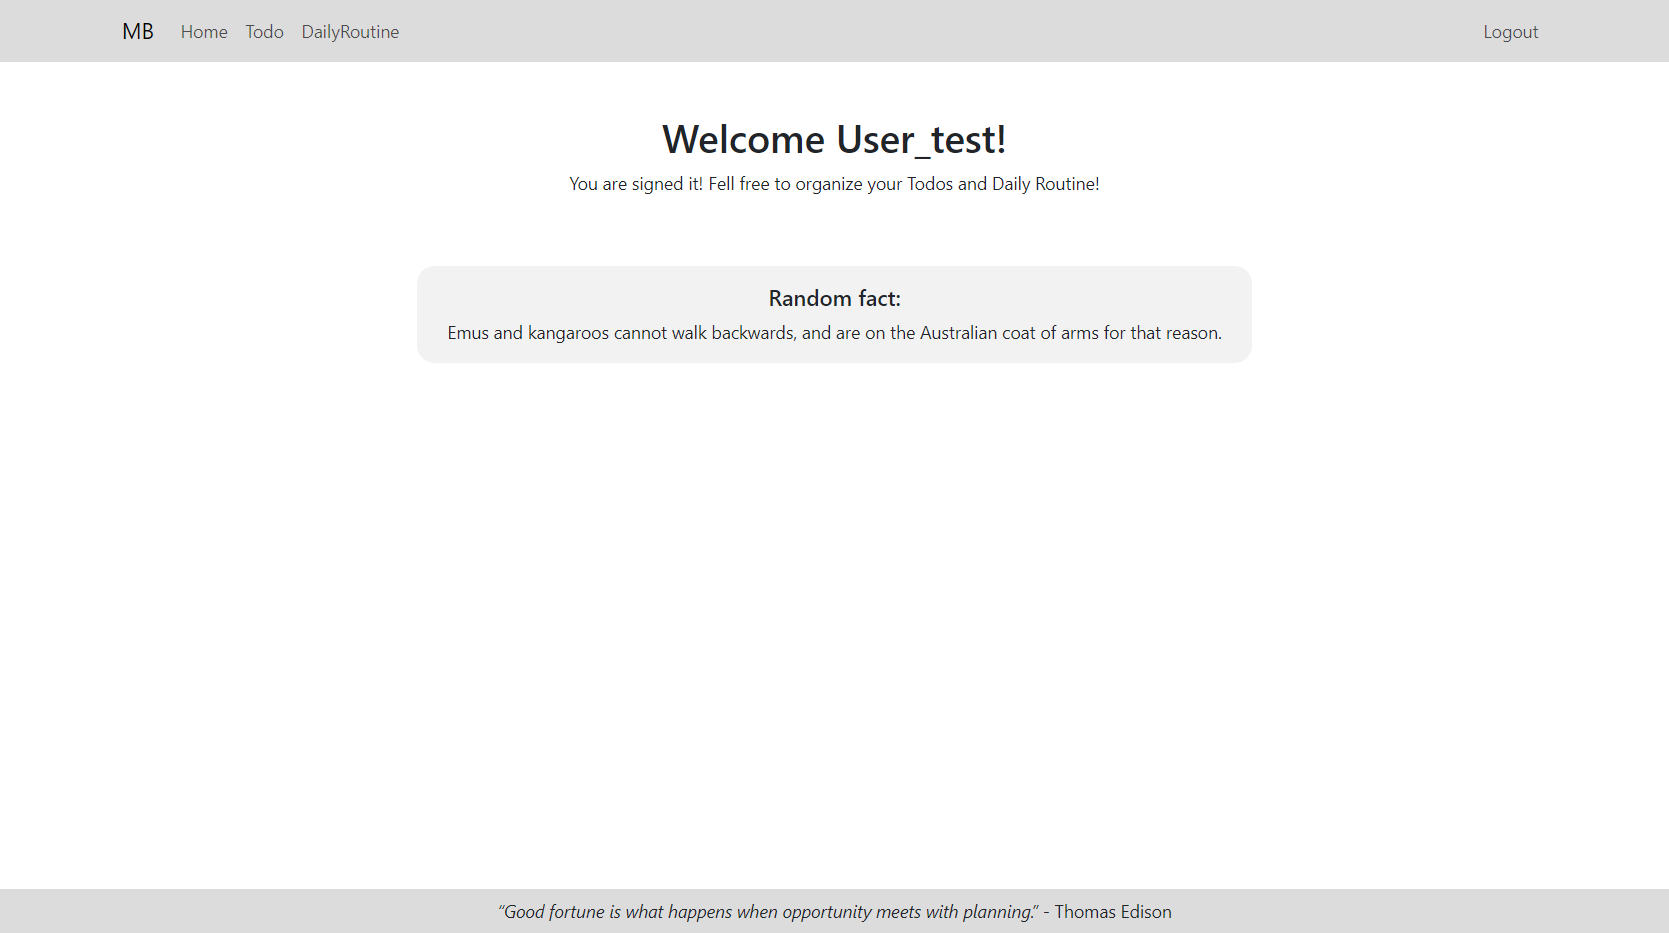 MB Home Todo DailyRoutine Logout
Welcome User_test!
You are signed it! Fell free to organize your Todos and Daily Routine!
Random fact:
Emus and kangaroos cannot walk backwards, and are on the Australian coat of arms for that reason.
“Good fortune is what happens when opportunity meets with planning.” - Thomas Edison